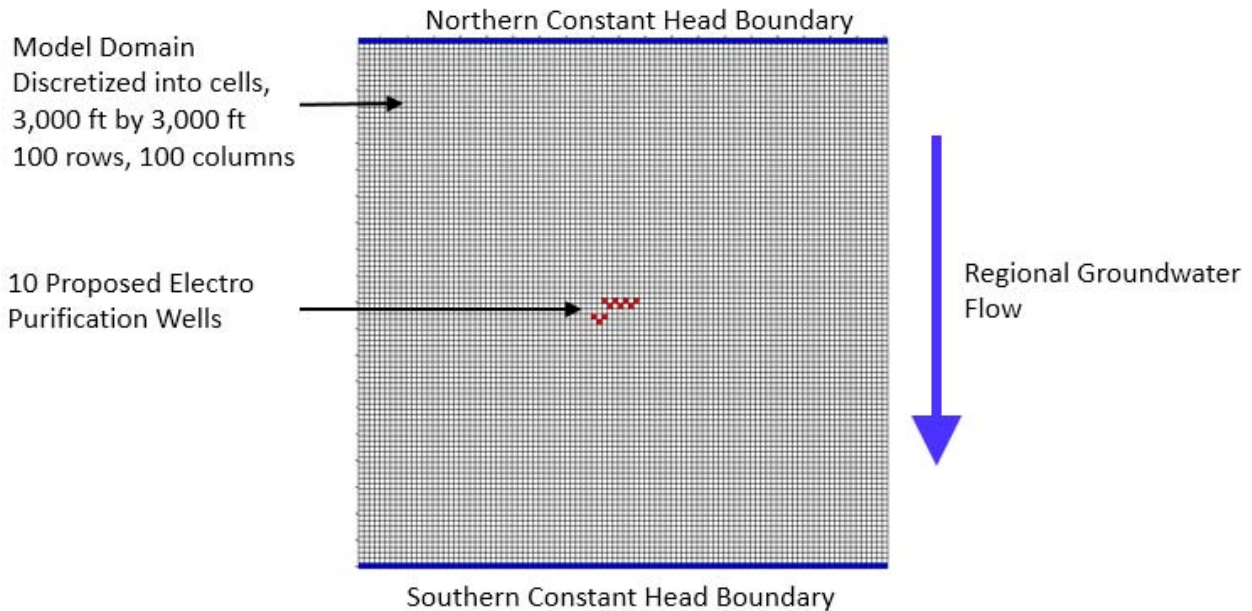 Northern Constant Head Boundary
Model Domain
Discretized into cells,
3,000 ft by 3,000 ft
100 rows, 100 columns
10 Proposed Electro
Purification Wells
Regional Groundwater
Flow
Southern Constant Head Boundary